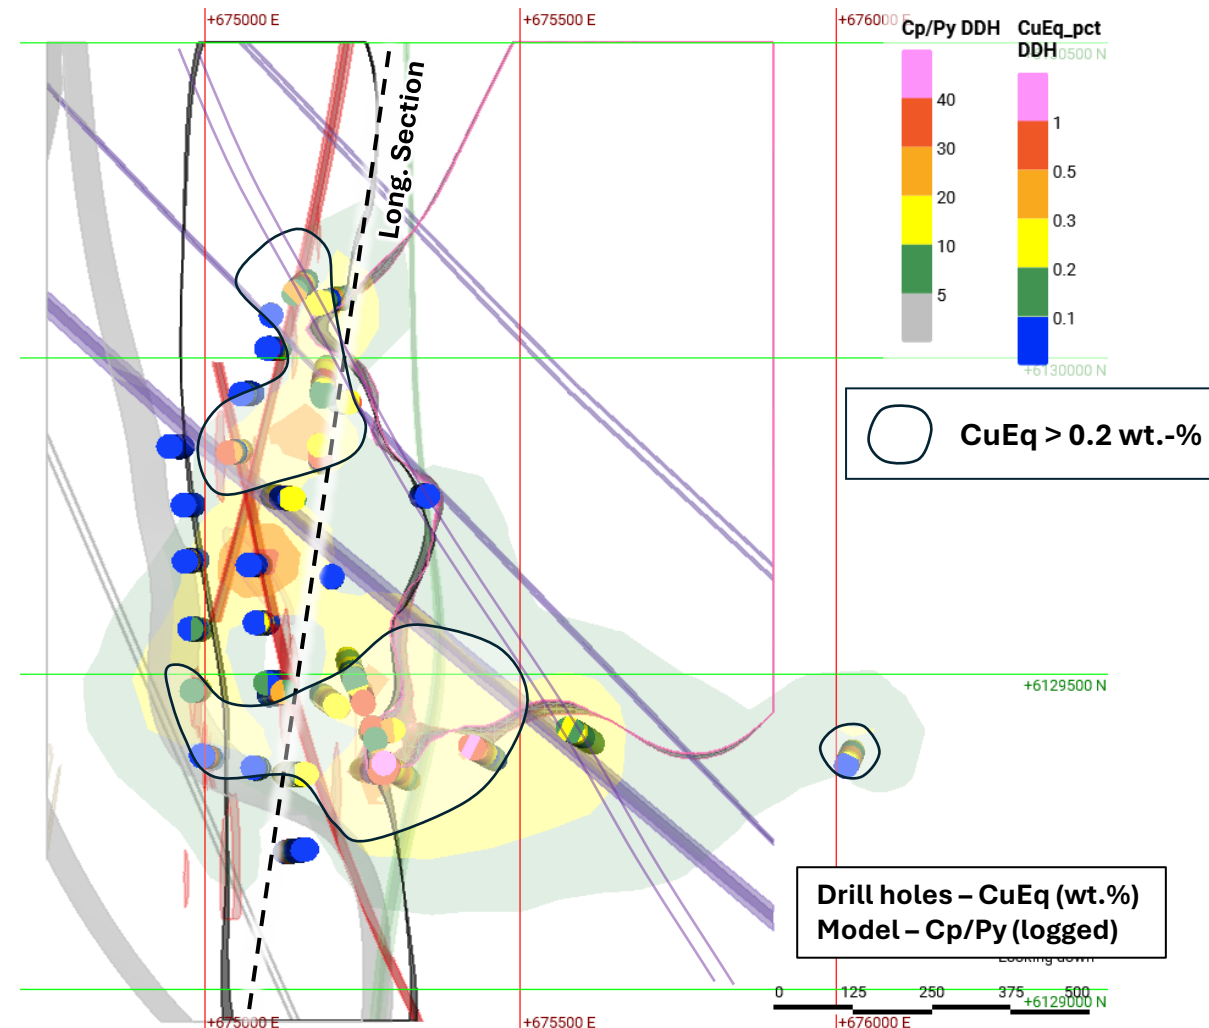 +675000 E
+675500 E
+676000
Cp/Py DDH
CuEq_pct
DDH
+6130500 N
40
30
20
10
5
1
0.5
0.3
0.2
0.1
Long. Section
+6130000 N
CuEq > 0.2 wt.-%
+6129500 N
Drill holes – CuEq (wt.%)
Model – Cp/Py (logged)
Looking down
0
125
250
375
500
+6129000 N
+675000 E
+675500 E
+676000 E